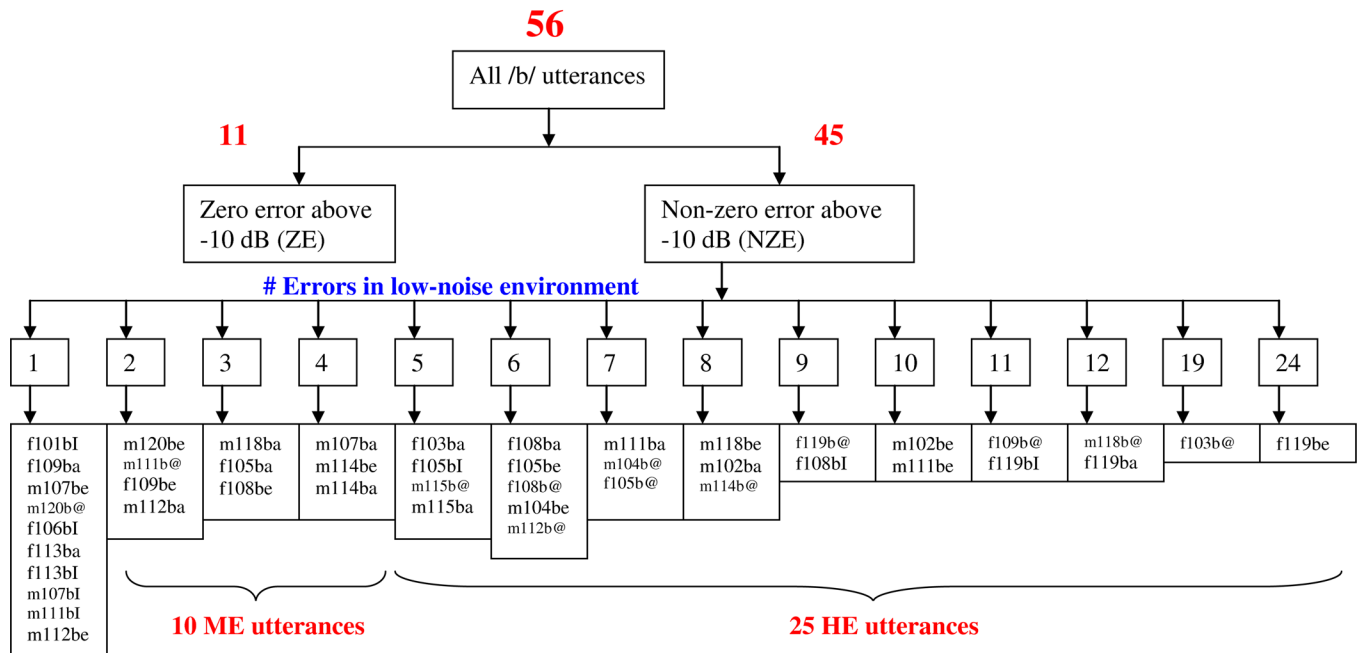 56
All /b/ utterances
11
45
Zero error above
-10 dB (ZE)
Non-zero error above
-10 dB (NZE)
# Errors in low-noise environment
1
2
3
4
5
6
7
8
9
10
11
12
19
24
f101bI
f109ba
m107be
m120b@
f106bI
f113ba
f113bI
m107bI
m111bI
m112be
m120be
m111b@
f109be
m112ba
m118ba
f105ba
f108be
m107ba
m114be
m114ba
f103ba
f105bI
m115b@
m115ba
f108ba
f105be
f108b@
m104be
m112b@
m111ba
m104b@
f105b@
m118be
m102ba
m114b@
f119b@
f108bI
m102be
m111be
f109b@
f119bI
m118b@
f119ba
f103b@
f119be
10 ME utterances
25 HE utterances